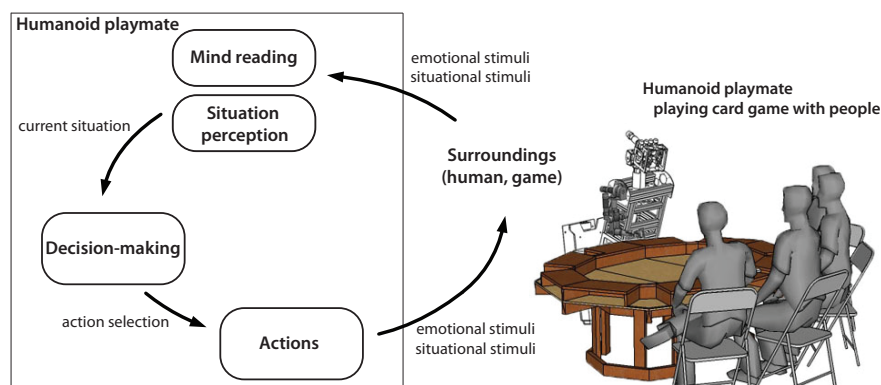 Humanoid playmate
Mind reading
Situation
perception
current situation
Decision-making
action selection
Actions
emotional stimuli
situational stimuli
Surroundings
(human, game)
emotional stimuli
situational stimuli
Humanoid playmate
playing card game with people